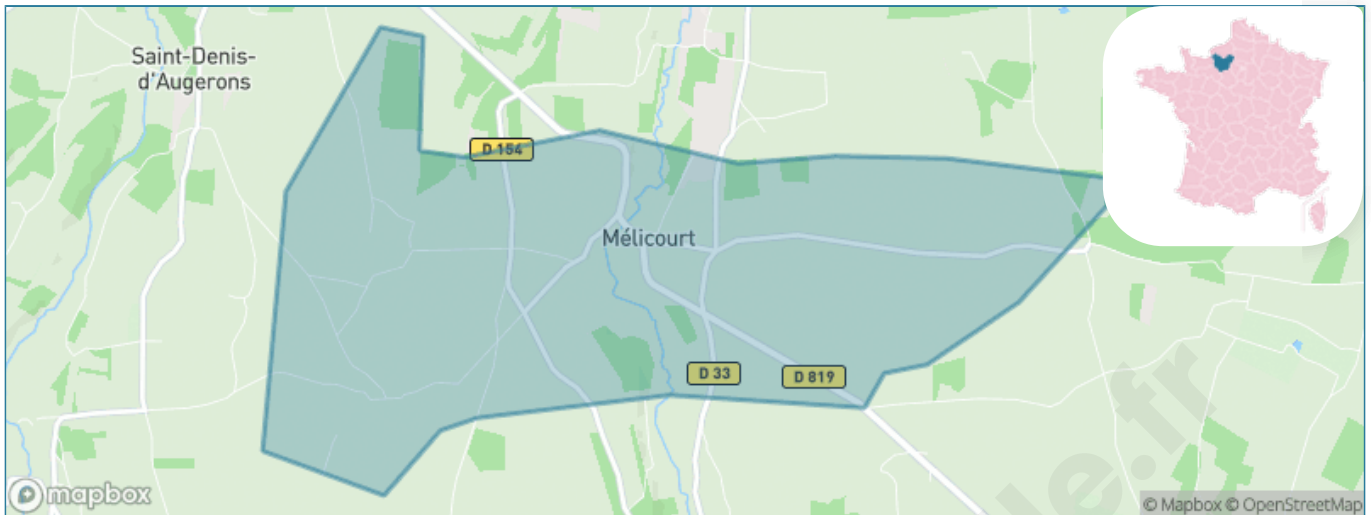 Saint-Denis-
d'Augerons
D 154
Mélicourt
D 33
D 819
mapbox
© Mapbox © OpenStreetMap